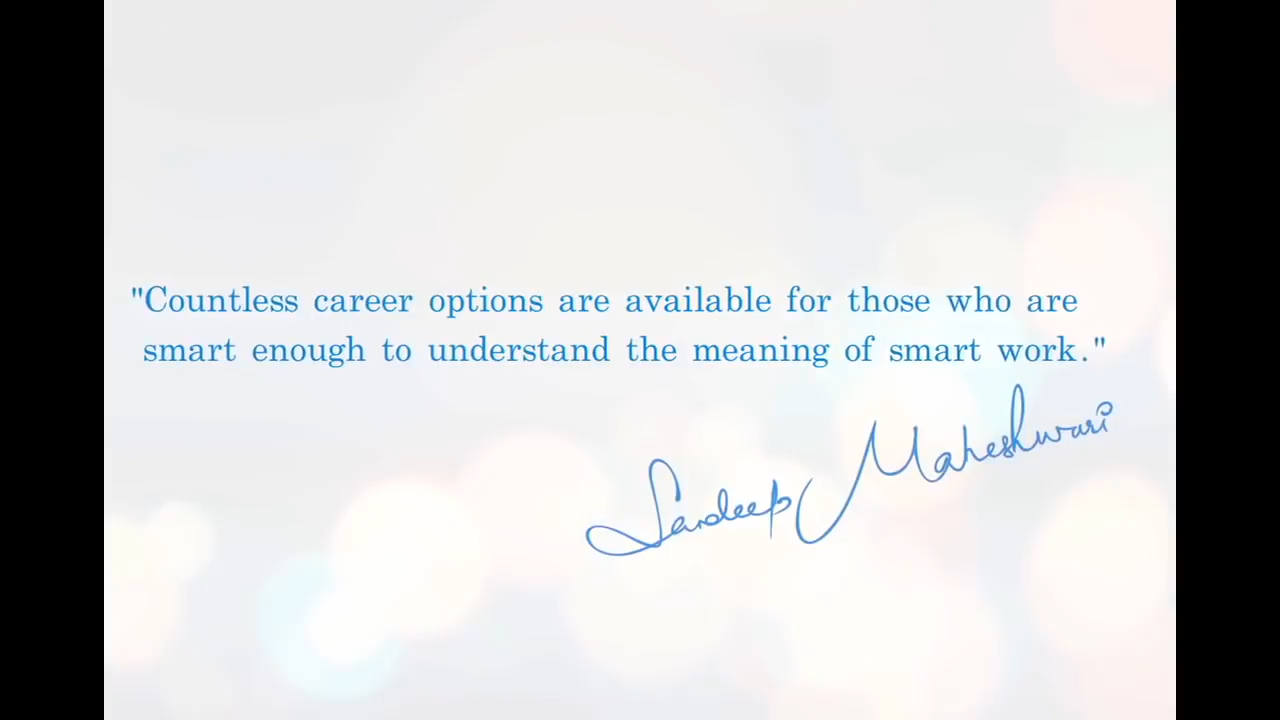 "Countless career options are available for those who are
smart enough to understand the meaning of smart work."
Sandeep Maheshwari